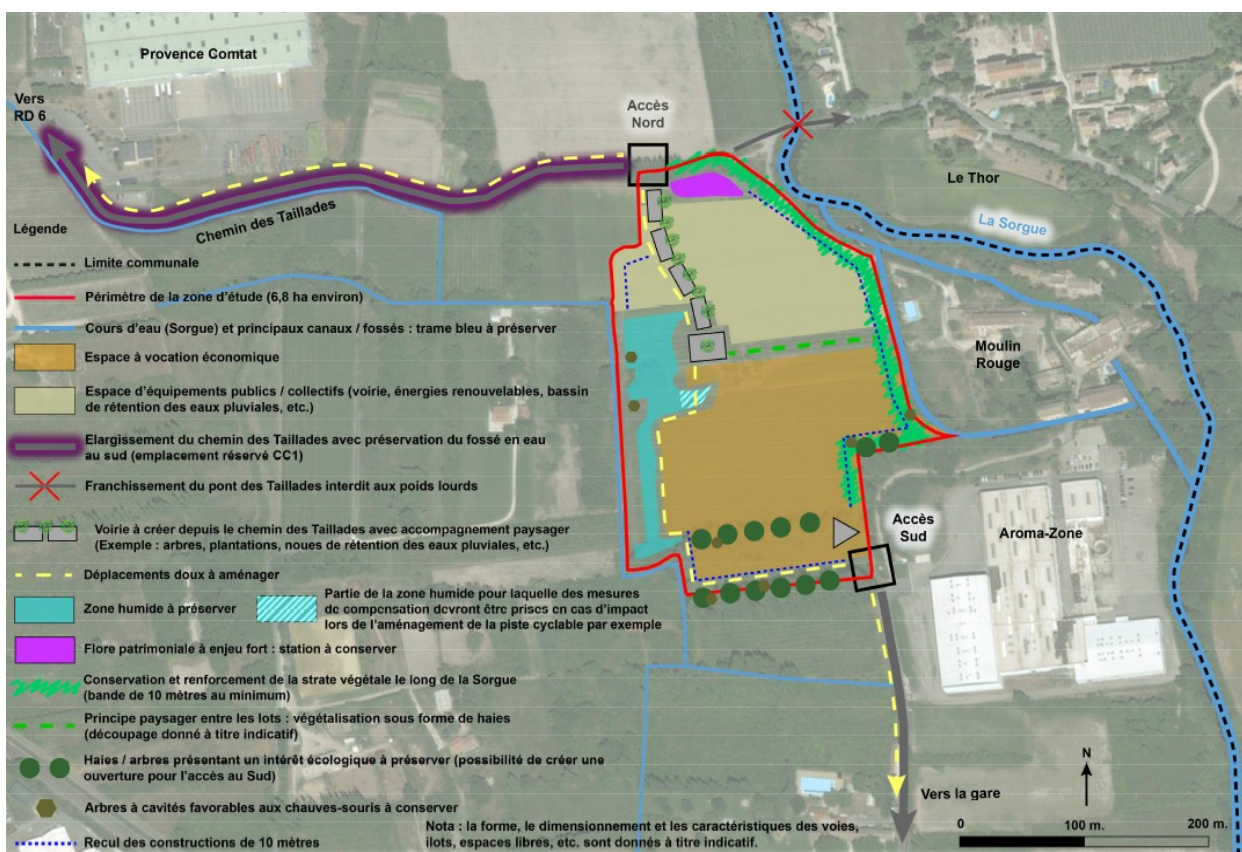 Provence Comtat
Vers
RD 6
Accès
Nord
Le Thor
Chemin des Taillades
La Sorgue
Moulin
Rouge
Accès
Sud
Aroma-Zone
Vers la gare
N
0 100 m. 200 m.
Légende
Limite communale
Périmètre de la zone d'étude (6,8 ha environ)
Cours d'eau (Sorgue) et principaux canaux / fossés : trame bleu à préserver
Espace à vocation économique
Espace d'équipements publics / collectifs (voirie, énergies renouvelables, bassin
de rétention des eaux pluviales, etc.)
Elargissement du chemin des Taillades avec préservation du fossé en eau
au sud (emplacement réservé CC1)
Franchissement du pont des Taillades interdit aux poids lourds
Voirie à créer depuis le chemin des Taillades avec accompagnement paysager
(Exemple : arbres, plantations, noues de rétention des eaux pluviales, etc.)
Déplacements doux à aménager
Zone humide à préserver
Partie de la zone humide pour laquelle des mesures
de compensation devront être prises en cas d'impact
lors de l'aménagement de la piste cyclable par exemple
Flore patrimoniale à enjeu fort : station à conserver
Conservation et renforcement de la strate végétale le long de la Sorgue
(bande de 10 mètres au minimum)
Principe paysager entre les lots : végétalisation sous forme de haies
(découpage donné à titre indicatif)
Haies / arbres présentant un intérêt écologique à préserver (possibilité de créer une
ouverture pour l'accès au Sud)
Arbres à cavités favorables aux chauves-souris à conserver
Recul des constructions de 10 mètres
Nota : la forme, le dimensionnement et les caractéristiques des voies,
ilots, espaces libres, etc. sont donnés à titre indicatif.